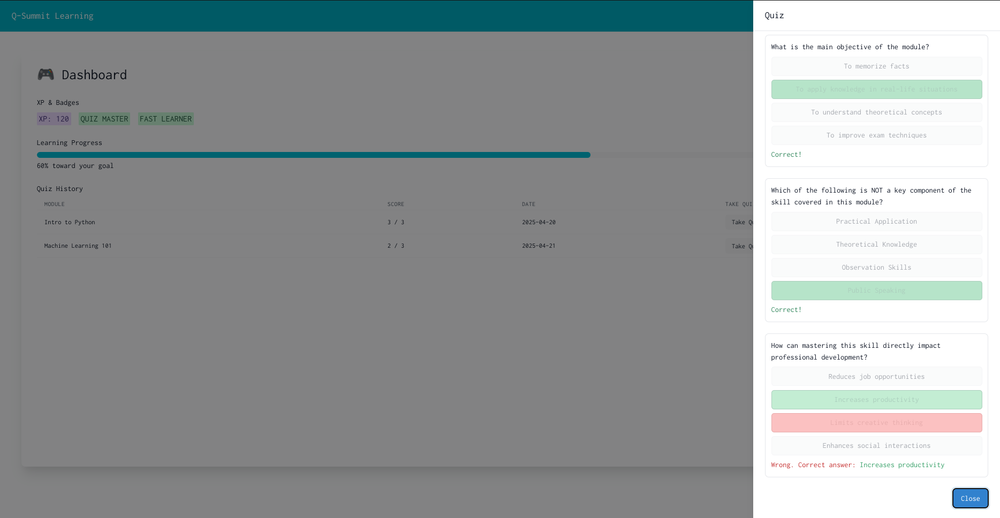 Q-Summit Learning
🎮 Dashboard
XP & Badges
XP: 120 QUIZ MASTER FAST LEARNER
Learning Progress
60% toward your goal
Quiz History
MODULE SCORE DATE TAKE QUI
Intro to Python 3 / 3 2025-04-20 Take Qu
Machine Learning 101 2 / 3 2025-04-21 Take Qu
Quiz
What is the main objective of the module?
To memorize facts
To apply knowledge in real-life situations
To understand theoretical concepts
To improve exam techniques
Correct!
Which of the following is NOT a key component of the
skill covered in this module?
Practical Application
Theoretical Knowledge
Observation Skills
Public Speaking
Correct!
How can mastering this skill directly impact
professional development?
Reduces job opportunities
Increases productivity
Limits creative thinking
Enhances social interactions
Wrong. Correct answer: Increases productivity
Close